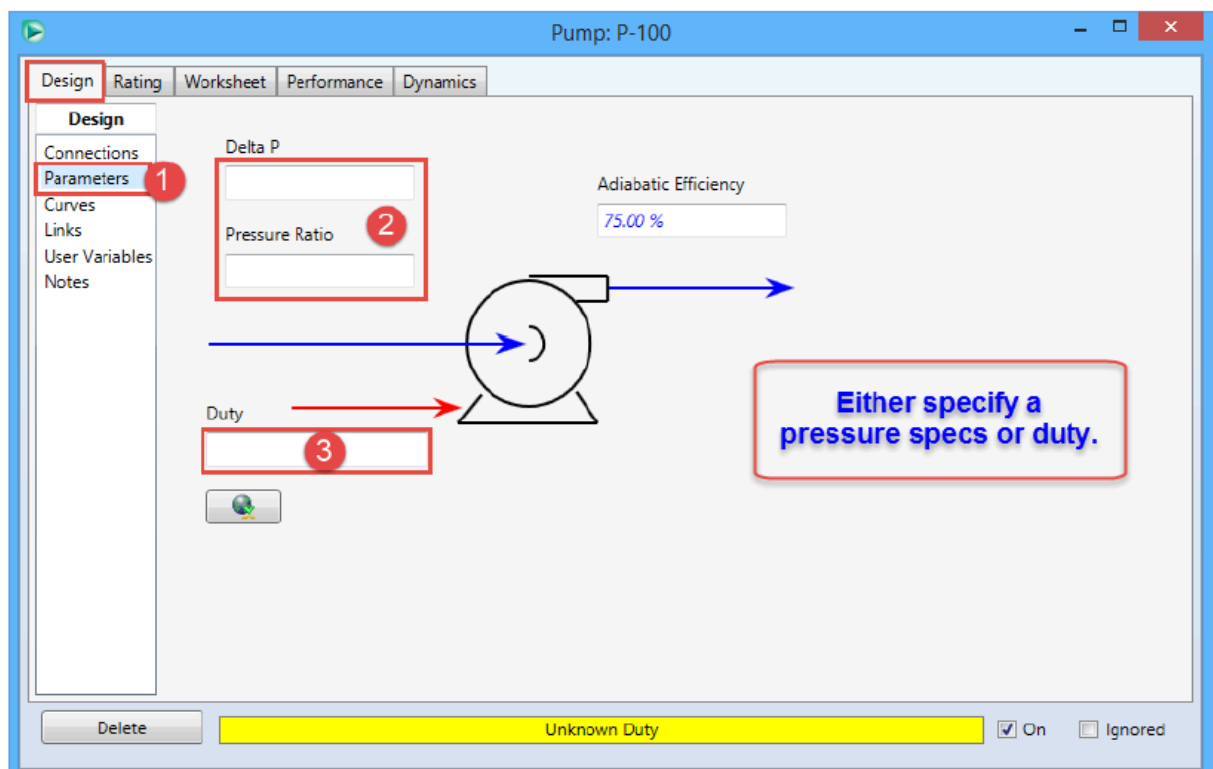 Pump: P-100
Design Rating Worksheet Performance Dynamics
Design
Connections
Parameters
Curves
Links
User Variables
Notes
1
Delta P
2
Pressure Ratio
Adiabatic Efficiency
75.00 %
Duty
3
Either specify a
pressure specs or duty.
Delete
Unknown Duty
On
Ignored